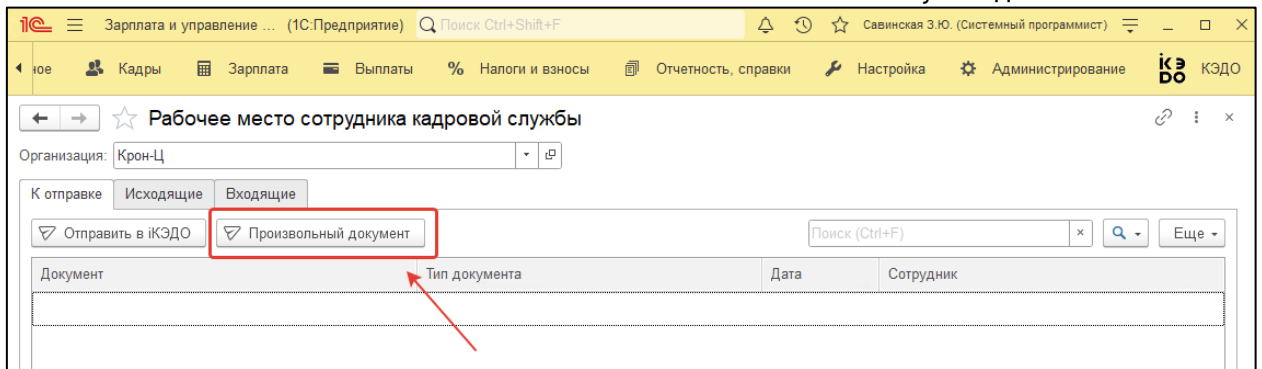 1С Зарплата и управление ... (1С:Предприятие) Поиск Ctrl+Shift+F Савинская З.Ю. (Системный программист)
ное Кадры Зарплата Выплаты % Налоги и взносы Отчетность, справки Настройка Администрирование iКЭДО КЭДО
Рабочее место сотрудника кадровой службы
Организация: Крон-Ц
К отправке Исходящие Входящие
Отправить в iКЭДО Произвольный документ Поиск (Ctrl+F) × Еще
Документ Тип документа Дата Сотрудник